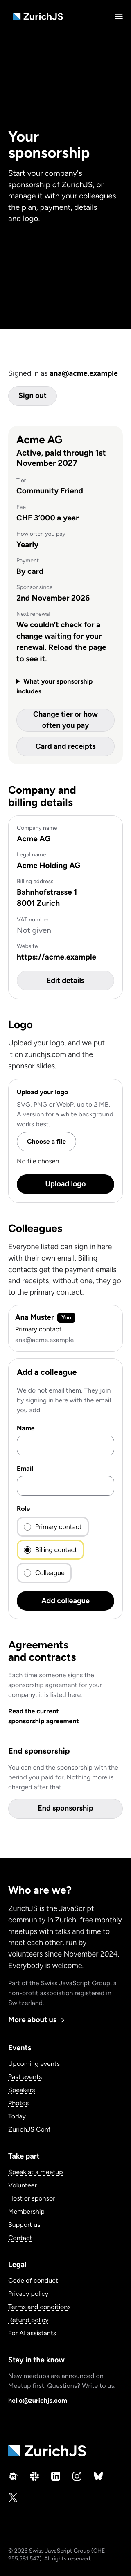 ZurichJS
Your
sponsorship
Start your company's
sponsorship of ZurichJS, or
manage it with your colleagues:
the plan, payment, details
and logo.
Signed in as ana@acme.example
Sign out
Acme AG
Active, paid through 1st
November 2027
Tier
Community Friend
Fee
CHF 3'000 a year
How often you pay
Yearly
Payment
By card
Sponsor since
2nd November 2026
Next renewal
We couldn't check for a
change waiting for your
renewal. Reload the page
to see it.
What your sponsorship
includes
Change tier or how
often you pay
Card and receipts
Company and
billing details
Company name
Acme AG
Legal name
Acme Holding AG
Billing address
Bahnhofstrasse 1
8001 Zurich
VAT number
Not given
Website
https://acme.example
Edit details
Logo
Upload your logo, and we put
it on zurichjs.com and the
sponsor slides.
Upload your logo
SVG, PNG or WebP, up to 2 MB.
A version for a white background
works best.
Choose a file
No file chosen
Upload logo
Colleagues
Everyone listed can sign in here
with their own email. Billing
contacts get the payment emails
and receipts; without one, they go
to the primary contact.
Ana Muster You
Primary contact
ana@acme.example
Add a colleague
We do not email them. They join
by signing in here with the email
you add.
Name
Email
Role
Primary contact
Billing contact
Colleague
Add colleague
Agreements
and contracts
Each time someone signs the
sponsorship agreement for your
company, it is listed here.
Read the current
sponsorship agreement
End sponsorship
You can end the sponsorship with the
period you paid for. Nothing more is
charged after that.
End sponsorship
Who are we?
ZurichJS is the JavaScript
community in Zurich: free monthly
meetups with talks and time to
meet each other, run by
volunteers since November 2024.
Everybody is welcome.
Part of the Swiss JavaScript Group, a
non-profit association registered in
Switzerland.
More about us
Events
Upcoming events
Past events
Speakers
Photos
Today
ZurichJS Conf
Take part
Speak at a meetup
Volunteer
Host or sponsor
Membership
Support us
Contact
Legal
Code of conduct
Privacy policy
Terms and conditions
Refund policy
For AI assistants
Stay in the know
New meetups are announced on
Meetup first. Questions? Write to us.
hello@zurichjs.com
ZurichJS
© 2026 Swiss JavaScript Group (CHE-
255.581.547). All rights reserved.